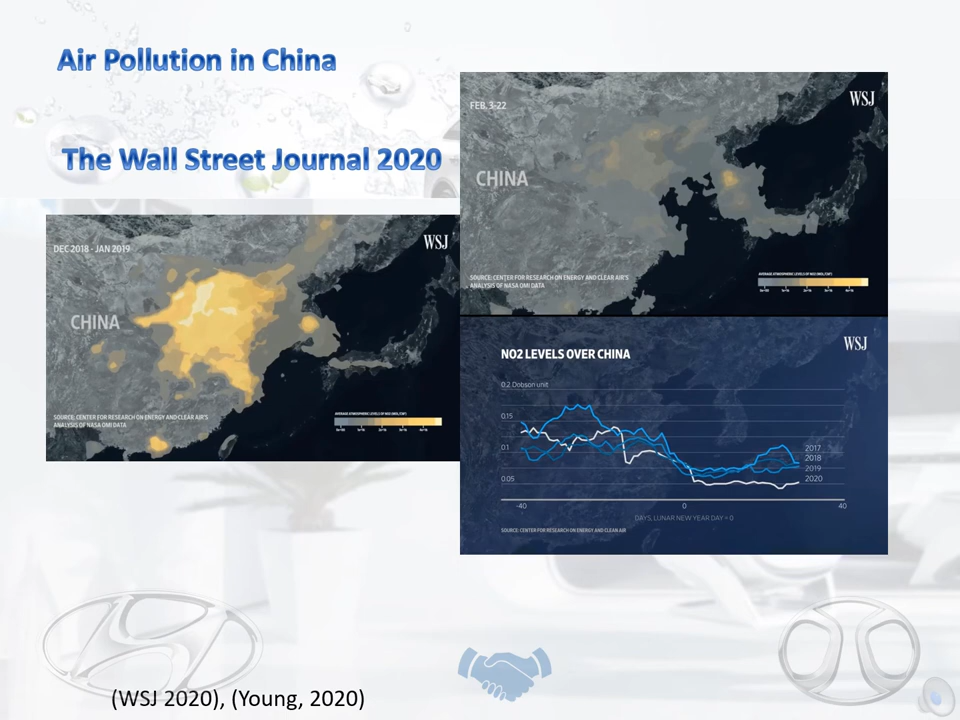 Air Pollution in China
The Wall Street Journal 2020
DEC 2018 - JAN 2019
WSJ
CHINA
SOURCE: CENTER FOR RESEARCH ON ENERGY AND CLEAR AIR'S
ANALYSIS OF NASA OMI DATA
FEB. 3-22
WSJ
CHINA
SOURCE: CENTER FOR RESEARCH ON ENERGY AND CLEAR AIR'S
ANALYSIS OF NASA OMI DATA
WSJ
NO2 LEVELS OVER CHINA
0.2 Dobson unit
0.15
0.1
0.05
2017
2018
2019
2020
-40 0 40
DAYS, LUNAR NEW YEAR DAY = 0
SOURCE: CENTER FOR RESEARCH ON ENERGY AND CLEAN AIR
(WSJ 2020), (Young, 2020)